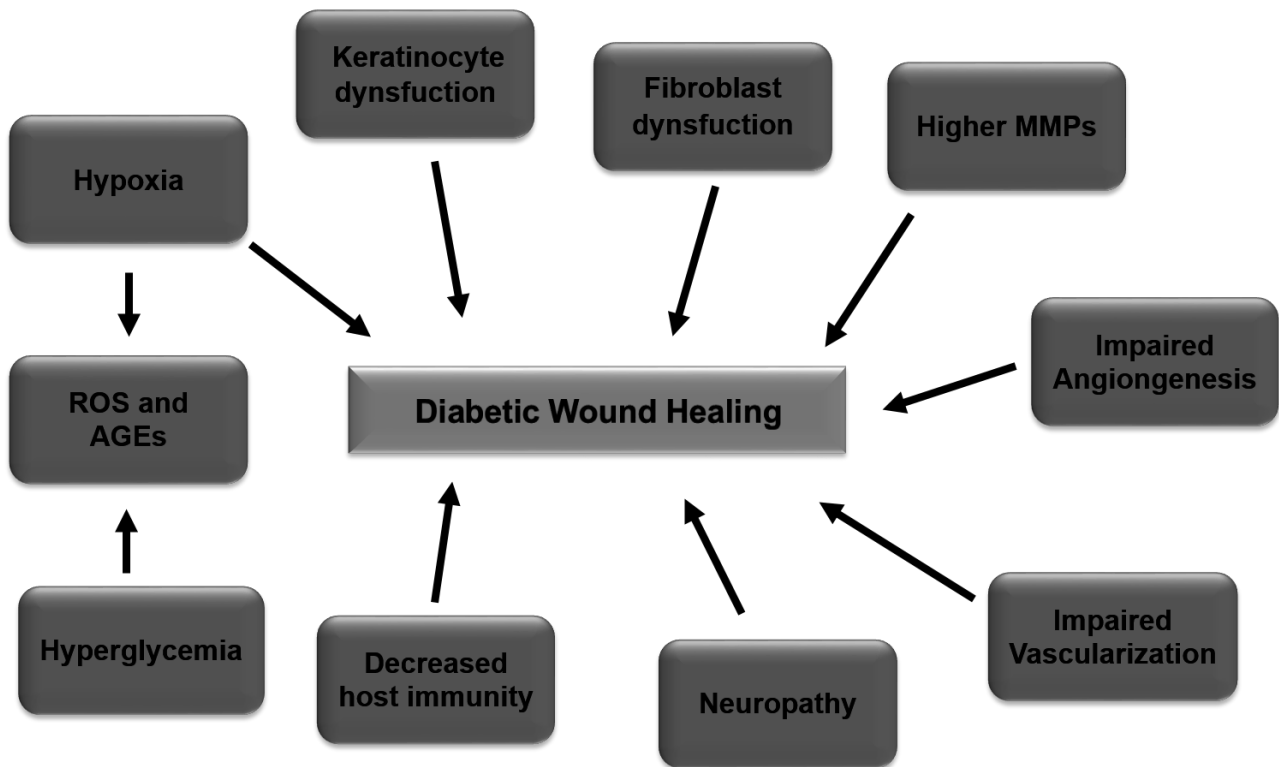 Keratinocyte
dynsfuction
Fibroblast
dynsfuction
Higher MMPs
Hypoxia
Impaired
Angiongenesis
ROS and
AGEs
Diabetic Wound Healing
Hyperglycemia
Decreased
host immunity
Neuropathy
Impaired
Vascularization